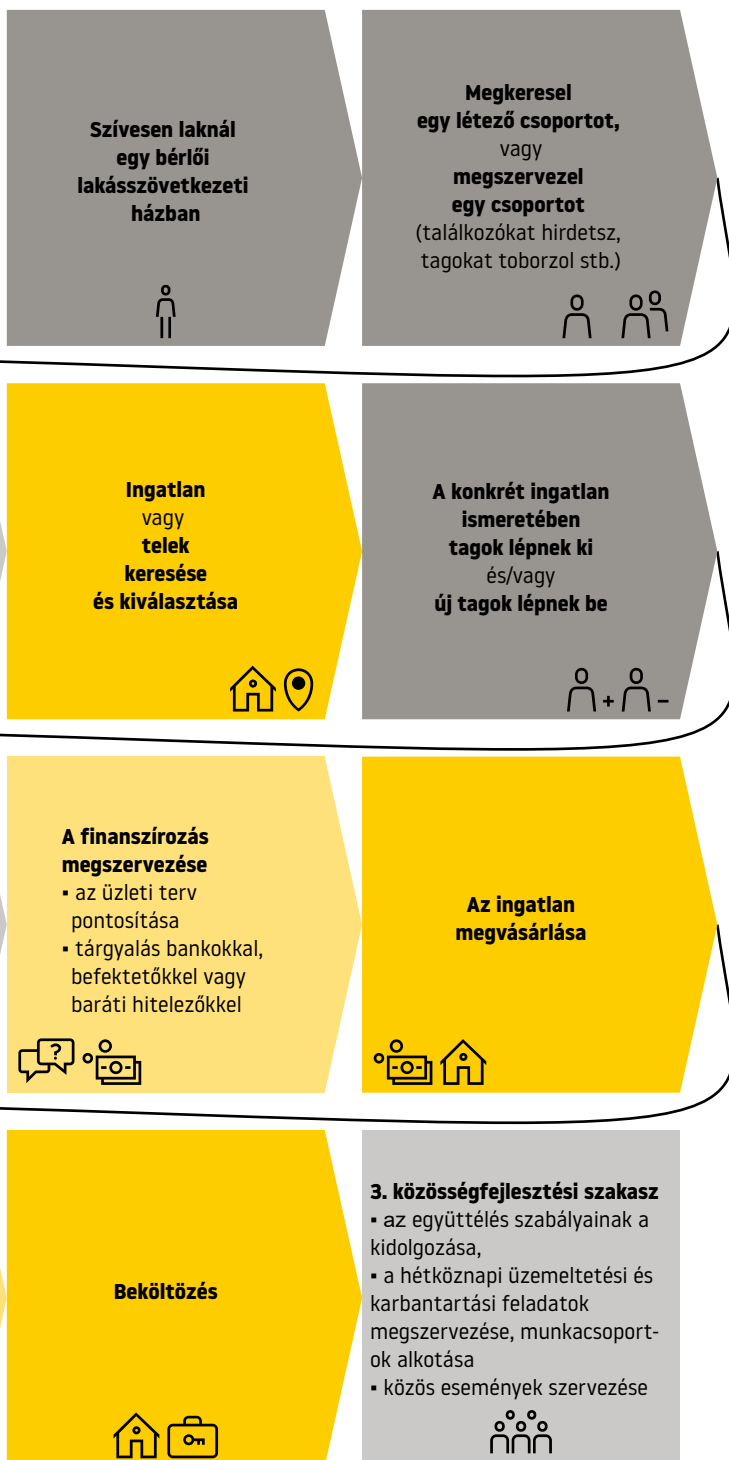 Szívesen laknál
egy bérlői
lakásszövetkezeti
házban
Megkeresel
egy létező csoportot,
vagy
megszervezel
egy csoportot
(találkozókat hirdetsz,
tagokat toborzol stb.)
Ingatlan
vagy
telek
keresése
és kiválasztása
A konkrét ingatlan
ismeretében
tagok lépnek ki
és/vagy
új tagok lépnek be
A finanszírozás
megszervezése
▪ az üzleti terv
pontosítása
▪ tárgyalás bankokkal,
befektetőkkel vagy
baráti hitelezőkkel
Az ingatlan
megvásárlása
Beköltözés
3. közösségfejlesztési szakasz
▪ az együttélés szabályainak a
kidolgozása,
▪ a hétköznapi üzemeltetési és
karbantartási feladatok
megszervezése, munkacsoport-
ok alkotása
▪ közös események szervezése